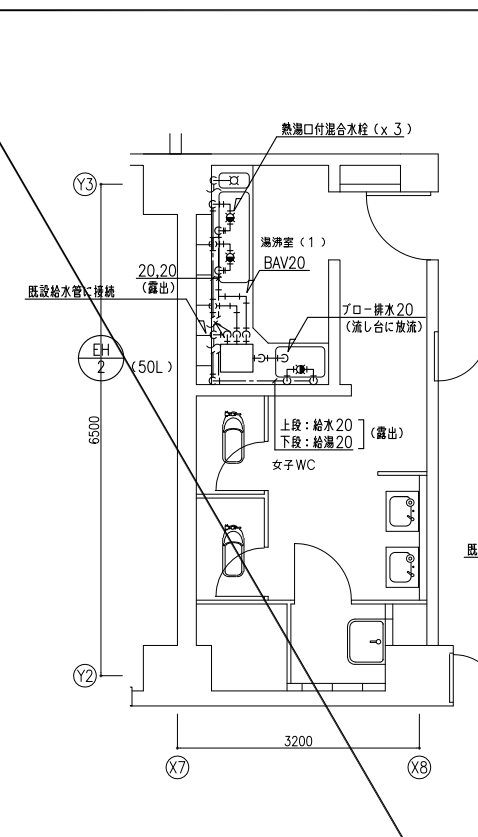 熱湯口付混合水栓（x 3）
Y3
湯沸室（1）
BAV20
20,20
（露出）
既設給水管に接続
ブロー排水20
（流し台に放流）
EH
2
（50L）
6500
上段：給水20
下段：給湯20
（露出）
女子WC
既
Y2
3200
X7
X8